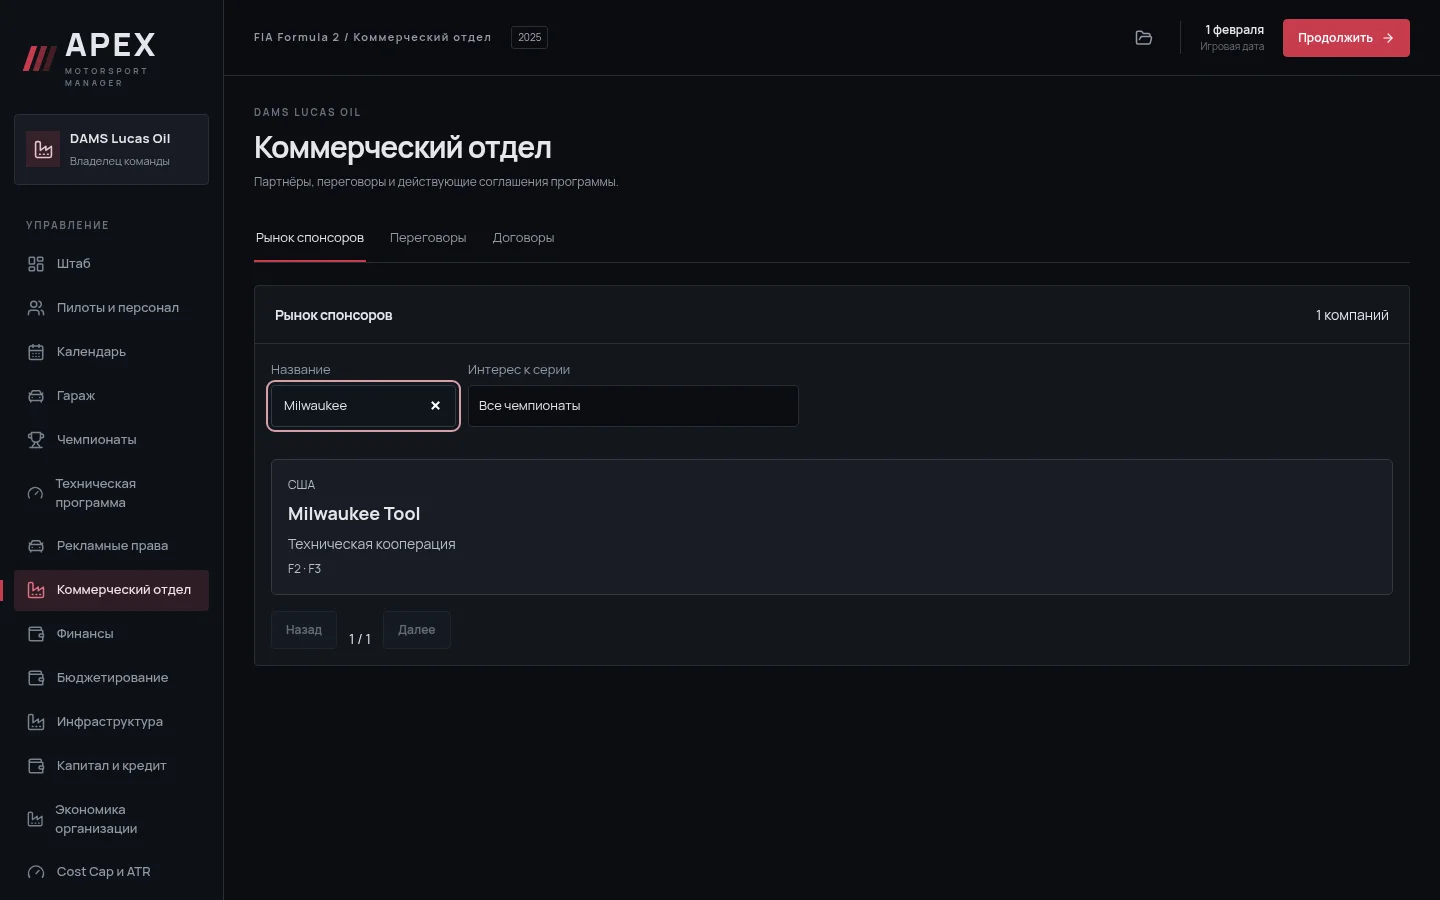 APEX
MOTORSPORT
MANAGER
DAMS Lucas Oil
Владелец команды
УПРАВЛЕНИЕ
Штаб
Пилоты и персонал
Календарь
Гараж
Чемпионаты
Техническая
программа
Рекламные права
Коммерческий отдел
Финансы
Бюджетирование
Инфраструктура
Капитал и кредит
Экономика
организации
Cost Cap и ATR
FIA Formula 2 / Коммерческий отдел
2025
1 февраля
Игровая дата
Продолжить
DAMS LUCAS OIL
Коммерческий отдел
Партнёры, переговоры и действующие соглашения программы.
Рынок спонсоров
Переговоры
Договоры
Рынок спонсоров
1 компаний
Название
Интерес к серии
Milwaukee
Все чемпионаты
США
Milwaukee Tool
Техническая кооперация
F2 · F3
Назад
1 / 1
Далее